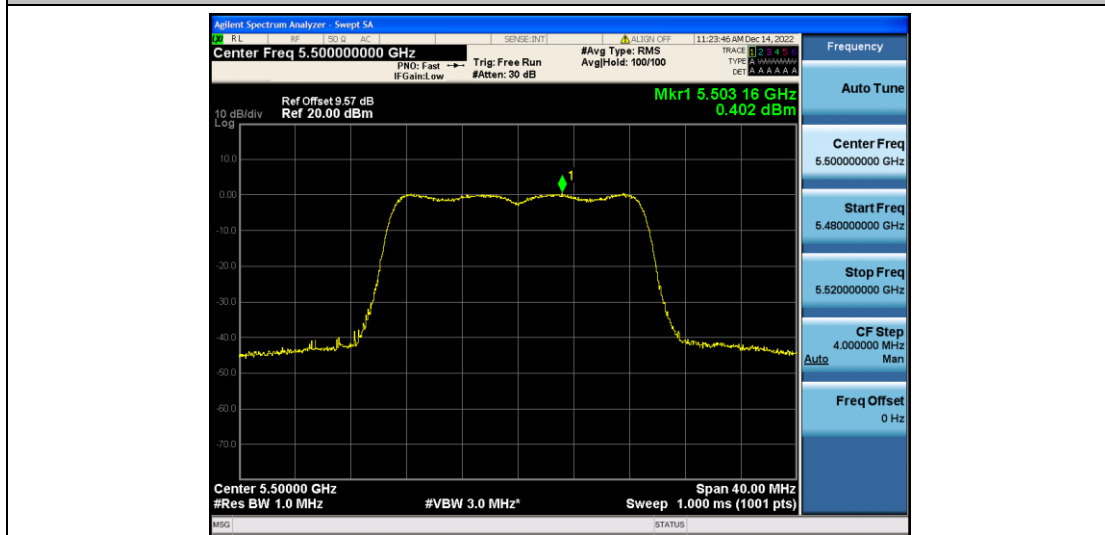 Agilent Spectrum Analyzer - Swept SA
RL RF 50 Ω AC SENSE:INT ALIGN OFF 11:23:46 AM Dec 14, 2022
Center Freq 5.500000000 GHz
PNO: Fast
IFGain:Low
Trig: Free Run
#Atten: 30 dB
#Avg Type: RMS
Avg|Hold: 100/100
TRACE 1 2 3 4 5 6
TYPE A
DET A A A A A A
Ref Offset 9.57 dB
10 dB/div Ref 20.00 dBm
Log
Mkr1 5.503 16 GHz
0.402 dBm
10.0
0.00
-10.0
-20.0
-30.0
-40.0
-50.0
-60.0
-70.0
1
Center 5.50000 GHz
#Res BW 1.0 MHz
#VBW 3.0 MHz*
Span 40.00 MHz
Sweep 1.000 ms (1001 pts)
MSG
STATUS
Frequency
Auto Tune
Center Freq
5.500000000 GHz
Start Freq
5.480000000 GHz
Stop Freq
5.520000000 GHz
CF Step
4.000000 MHz
Auto Man
Freq Offset
0 Hz